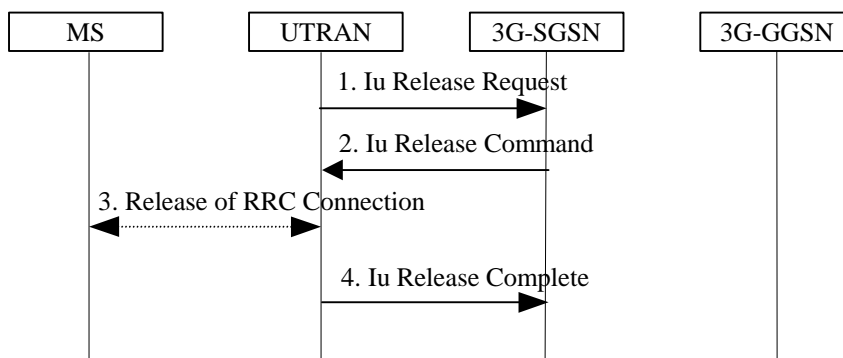 MS
UTRAN
3G-SGSN
3G-GGSN
1. Iu Release Request
2. Iu Release Command
3. Release of RRC Connection
4. Iu Release Complete